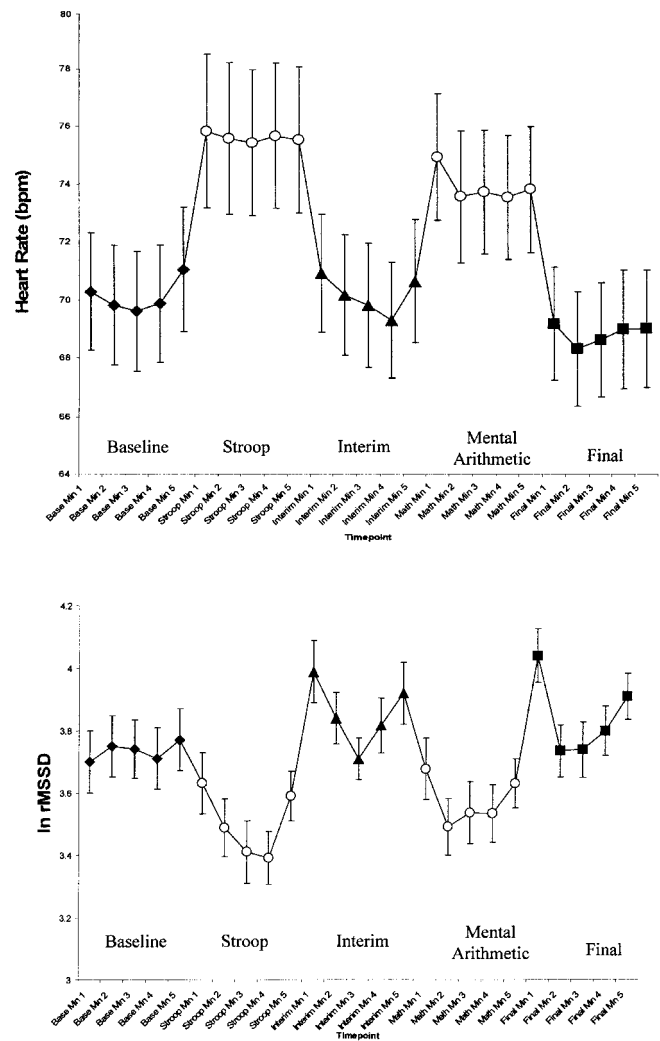 80
78
76
74
72
70
68
66
64
Heart Rate (bpm)
Baseline
Stroop
Interim
Mental
Arithmetic
Final
Base Min 1
Base Min 2
Base Min 3
Base Min 4
Base Min 5
Stroop Min 1
Stroop Min 2
Stroop Min 3
Stroop Min 4
Stroop Min 5
Interim Min 1
Interim Min 2
Interim Min 3
Interim Min 4
Interim Min 5
Math Min 1
Math Min 2
Math Min 3
Math Min 4
Math Min 5
Final Min 1
Final Min 2
Final Min 3
Final Min 4
Final Min 5
Timepoint
4.2
4
3.8
3.6
3.4
3.2
3
ln rMSSD
Baseline
Stroop
Interim
Mental
Arithmetic
Final
Base Min 1
Base Min 2
Base Min 3
Base Min 4
Base Min 5
Stroop Min 1
Stroop Min 2
Stroop Min 3
Stroop Min 4
Stroop Min 5
Interim Min 1
Interim Min 2
Interim Min 3
Interim Min 4
Interim Min 5
Math Min 1
Math Min 2
Math Min 3
Math Min 4
Math Min 5
Final Min 1
Final Min 2
Final Min 3
Final Min 4
Final Min 5
Timepoint